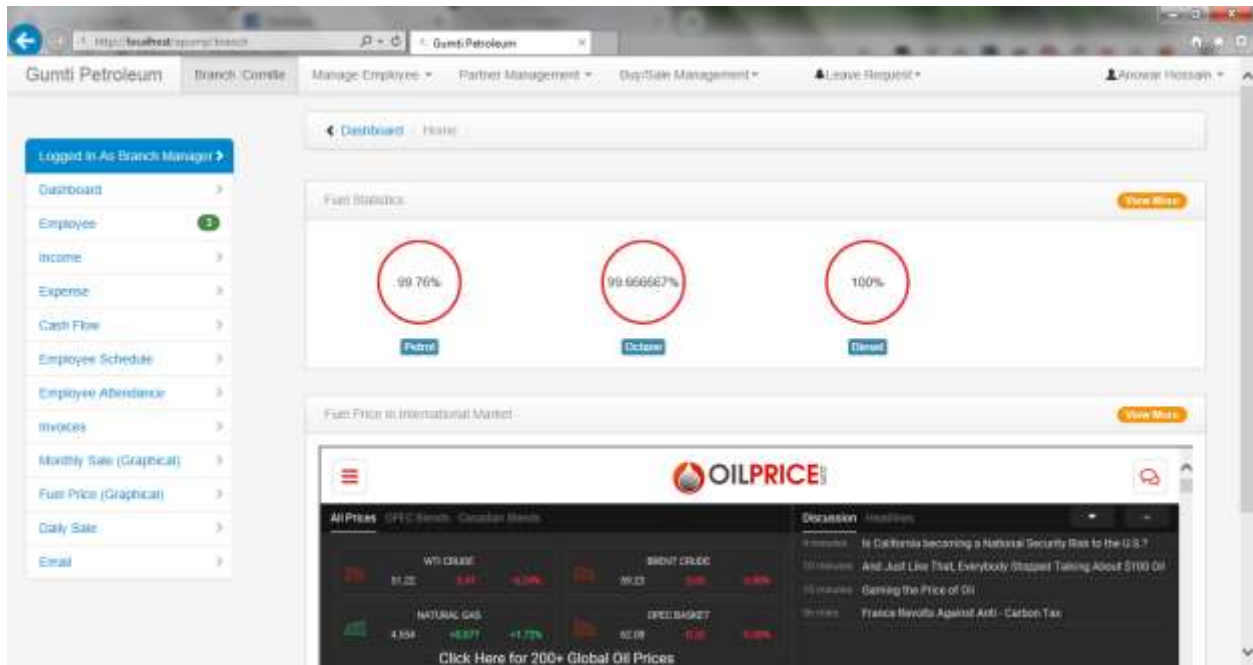 Gumti Petroleum
Gumti Petroleum
Manage Employee
Partner Management
Buy/Sale Management
Leave Request
Anowar Hossain
Dashboard
Home
Logged In As Branch Manager
Dashboard
Employee
Income
Expense
Cash Flow
Employee Schedule
Employee Attendance
Invoices
Monthly Sale (Graphical)
Fuel Price (Graphical)
Daily Sale
Email
Fuel Statistics
View More
99.76%
99.666667%
100%
Petrol
Octane
Diesel
Fuel Price in International Market
View More
OILPRICE
All Prices OPEC Blends Canadian Blends
WTI CRUDE
BRENT CRUDE
NATURAL GAS
4.554
+1.72%
OPEC BASKET
Click Here for 200+ Global Oil Prices
Discussion Headlines
Is California becoming a National Security Risk to the U.S.?
And Just Like That, Everybody Stopped Talking About $100 Oil
Gaming the Price of Oil
France Revolts Against Anti - Carbon Tax